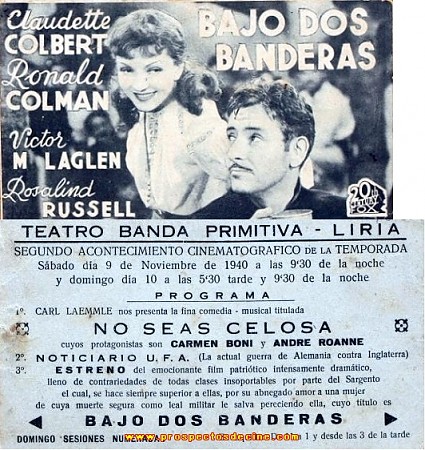 Claudette
COLBERT
Ronald
COLMAN
Victor
Mc LAGLEN
Rosalind
RUSSELL
BAJO DOS
BANDERAS
20th
CENTURY
FOX
TEATRO BANDA PRIMITIVA - LIRIA
SEGUNDO ACONTECIMIENTO CINEMATOGRAFICO DE LA TEMPORADA
Sábado día 9 de Noviembre de 1940 a las 9'30 de la noche
y domingo día 10 a las 5'30 tarde y 9'30 de la noche
PROGRAMA
1º. CARL LAEMMLE nos presenta la fina comedia - musical titulada
NO SEAS CELOSA
cuyos protagonistas son CARMEN BONI y ANDRE ROANNE
2º. NOTICIARIO U.F.A. (La actual guerra de Alemania contra Inglaterra)
3º. ESTRENO del emocionante film patriótico intensamente dramático,
lleno de contrariedades de todas clases insoportables por parte del Sargento
el cual, se hace siempre superior a ellas, por su abnegado amor a una mujer
de cuya muerte segura como leal militar le salva pereciendo ella, cuyo título es
BAJO DOS BANDERAS
DOMINGO SESIONES 1 y desde las 3 de la tarde
www.prospectosdecine.com